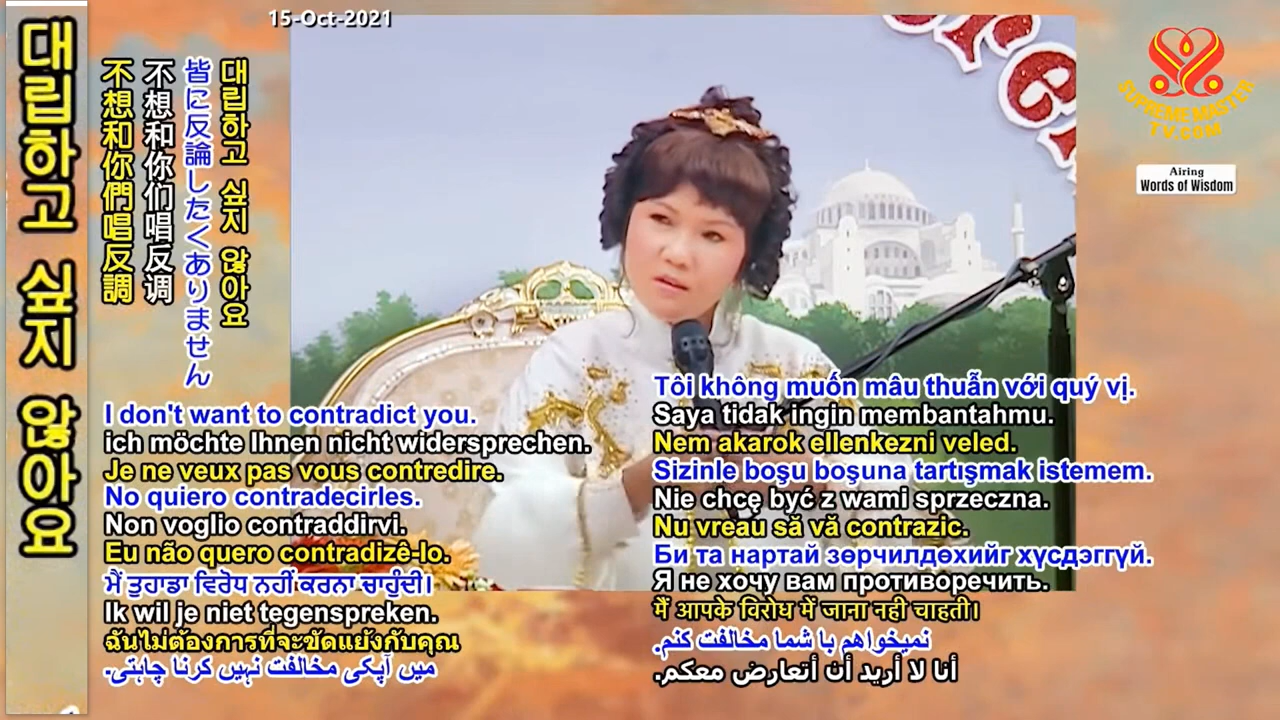 15-Oct-2021
대립하고 싶지 않아요
대립하고 싶지 않아요
皆に反論したくありません
不想和你们唱反调
不想和你們唱反調
SUPREME MASTER
TV.COM
Airing
Words of Wisdom
I don't want to contradict you.
ich möchte Ihnen nicht widersprechen.
Je ne veux pas vous contredire.
No quiero contradecirles.
Non voglio contraddirvi.
Eu não quero contradizê-lo.
ਮੈਂ ਤੁਹਾਡਾ ਵਿਰੋਧ ਨਹੀਂ ਕਰਨਾ ਚਾਹੁੰਦੀ।
Ik wil je niet tegenspreken.
ฉันไม่ต้องการที่จะขัดแย้งกับคุณ
میں آپکی مخالفت نہیں کرنا چاہتی.
Tôi không muốn mâu thuẫn với quý vị.
Saya tidak ingin membantahmu.
Nem akarok ellenkezni veled.
Sizinle boşu boşuna tartışmak istemem.
Nie chcę być z wami sprzeczna.
Nu vreau să vă contrazic.
Би та нартай зөрчилдөхийг хүсдэггүй.
Я не хочу вам противоречить.
मैं आपके विरोध में जाना नही चाहती।
نمیخواهم با شما مخالفت کنم.
أنا لا أريد أن أتعارض معكم.